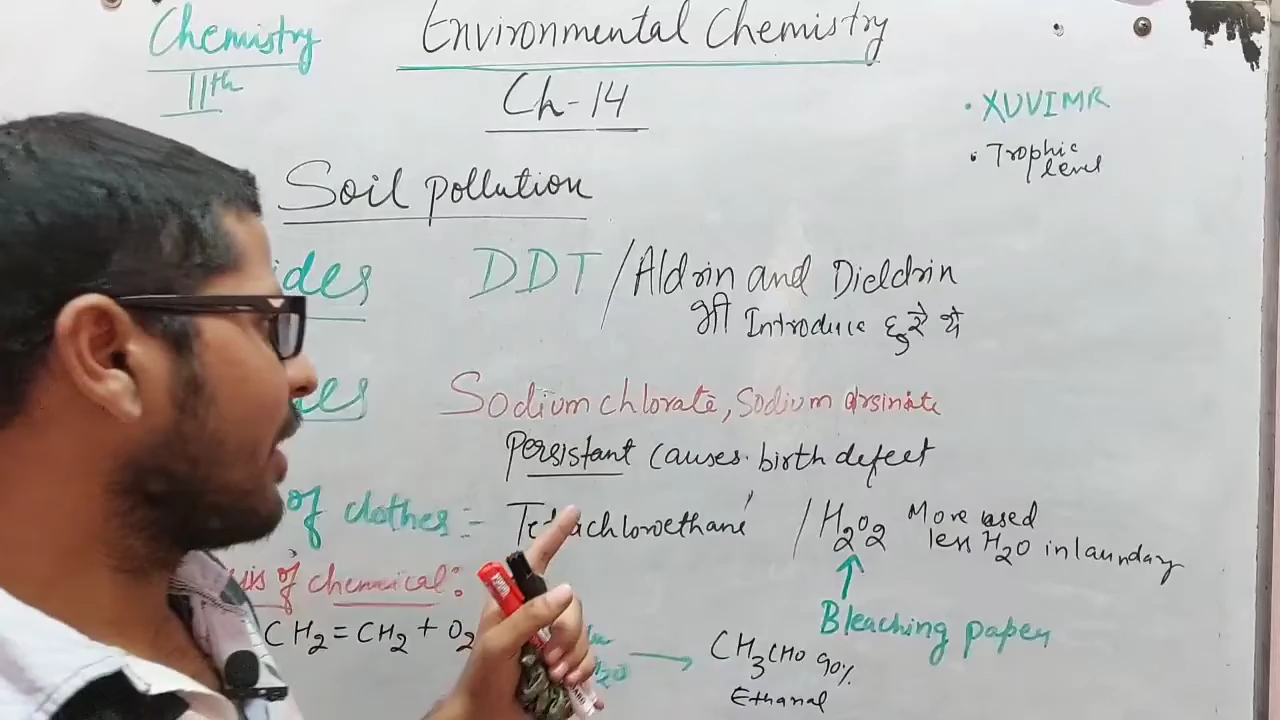 Chemistry
11th
Environmental Chemistry
Ch-14
• XUVIMR
• Trophic
level
Soil pollution
ides DDT / Aldrin and Dieldrin
भी Introduce हुऐ थे
Sodium chlorate, Sodium arsinate
Persistant causes birth defect
of clothes :- / H2O2 More used
less H2O in launday
Bleaching paper
of chemical :
CH2=CH2 + O2 → CH3CHO 90%
Ethanal